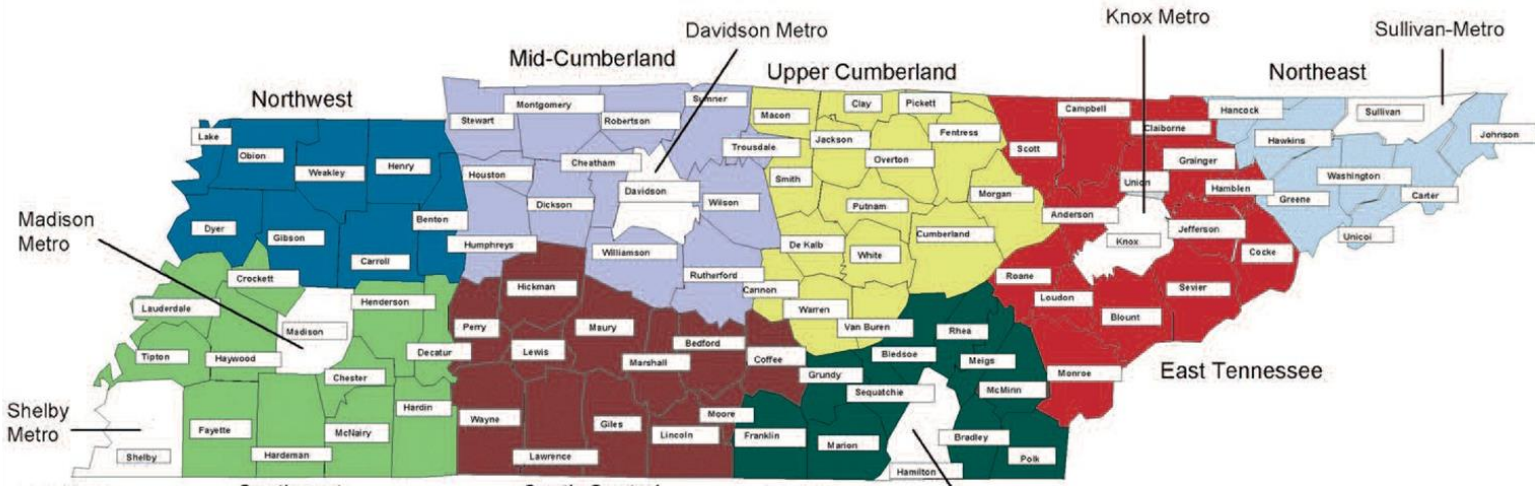 Knox Metro
Davidson Metro
Sullivan-Metro
Mid-Cumberland
Upper Cumberland
Northeast
Northwest
Madison
Metro
Shelby
Metro
East Tennessee
Lake
Obion
Weakley
Henry
Dyer
Gibson
Carroll
Benton
Stewart
Montgomery
Robertson
Sumner
Trousdale
Houston
Cheatham
Davidson
Wilson
Dickson
Humphreys
Williamson
Rutherford
Macon
Clay
Pickett
Jackson
Fentress
Overton
Smith
Morgan
Putnam
Cumberland
De Kalb
White
Cannon
Warren
Van Buren
Campbell
Claiborne
Scott
Grainger
Union
Hamblen
Anderson
Knox
Jefferson
Cocke
Roane
Loudon
Sevier
Blount
Monroe
Hancock
Sullivan
Johnson
Hawkins
Washington
Carter
Greene
Unicoi
Crockett
Lauderdale
Madison
Henderson
Tipton
Haywood
Decatur
Chester
Hardin
Fayette
McNairy
Hardeman
Shelby
Hickman
Perry
Maury
Lewis
Bedford
Marshall
Coffee
Wayne
Giles
Moore
Lincoln
Lawrence
Rhea
Bledsoe
Meigs
Grundy
Sequatchie
McMinn
Franklin
Marion
Bradley
Polk
Hamilton